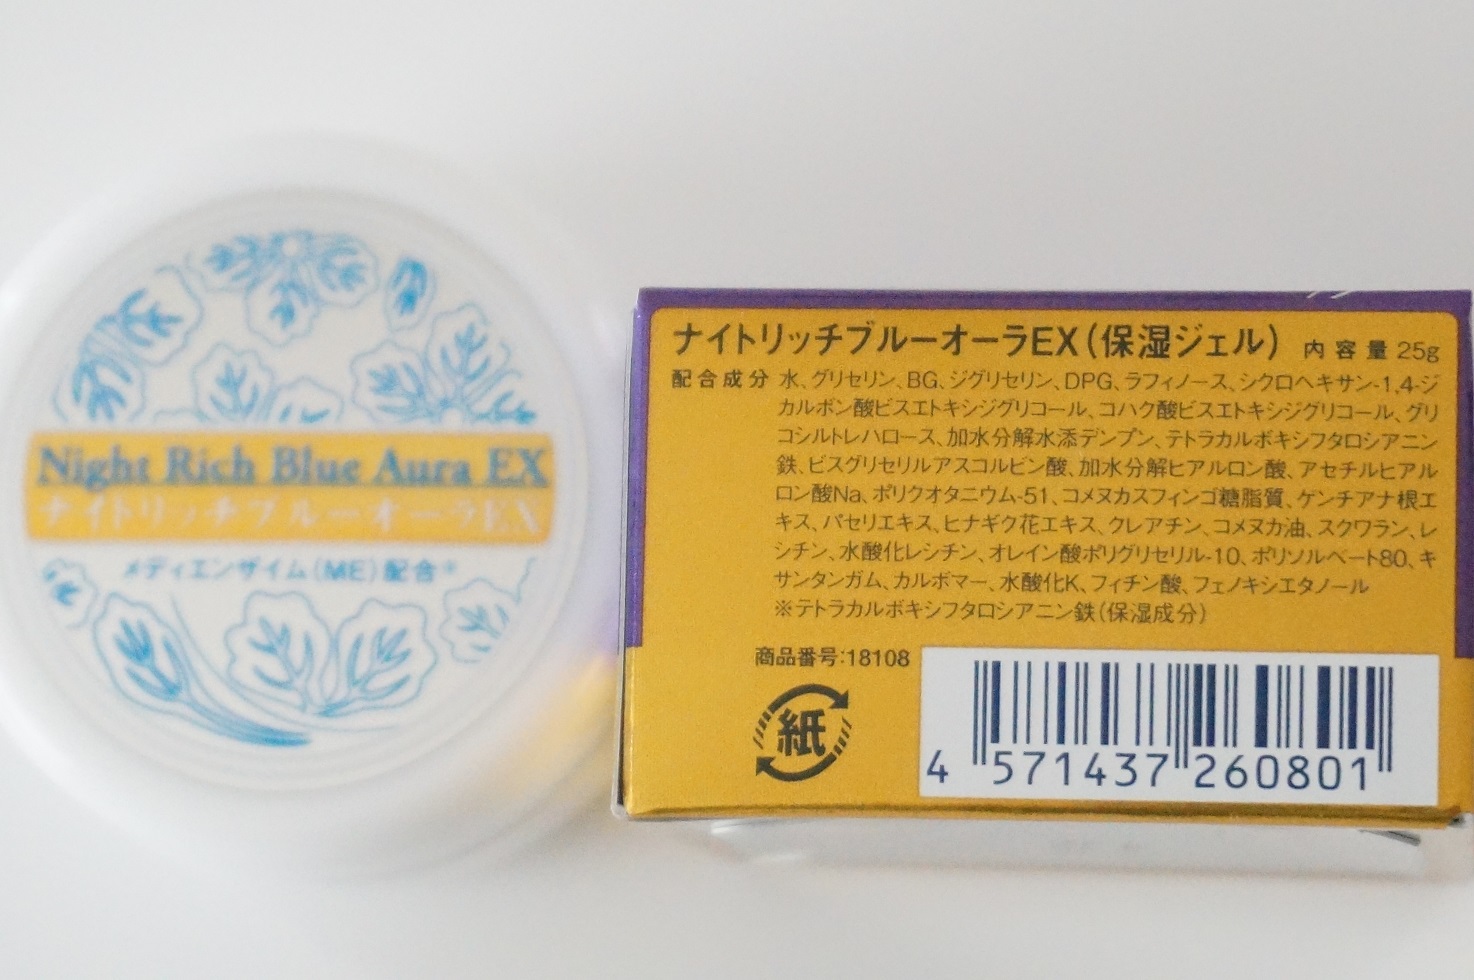 Night Rich Blue Aura EX
ナイトリッチブルーオーラEX
メディエンザイム(ME)配合※
ナイトリッチブルーオーラEX(保湿ジェル) 内容量 25g
配合成分 水、グリセリン、BG、ジグリセリン、DPG、ラフィノース、シクロヘキサン-1,4-ジ
カルボン酸ビスエトキシジグリコール、コハク酸ビスエトキシジグリコール、グリ
コシルトレハロース、加水分解水添デンプン、テトラカルボキシフタロシアニン
鉄、ビスグリセリルアスコルビン酸、加水分解ヒアルロン酸、アセチルヒアル
ロン酸Na、ポリクオタニウム-51、コメヌカスフィンゴ糖脂質、ゲンチアナ根エ
キス、パセリエキス、ヒナギク花エキス、クレアチン、コメヌカ油、スクワラン、レ
シチン、水酸化レシチン、オレイン酸ポリグリセリル-10、ポリソルベート80、キ
サンタンガム、カルボマー、水酸化K、フィチン酸、フェノキシエタノール
※テトラカルボキシフタロシアニン鉄(保湿成分)
商品番号:18108
紙
4 571437 260801